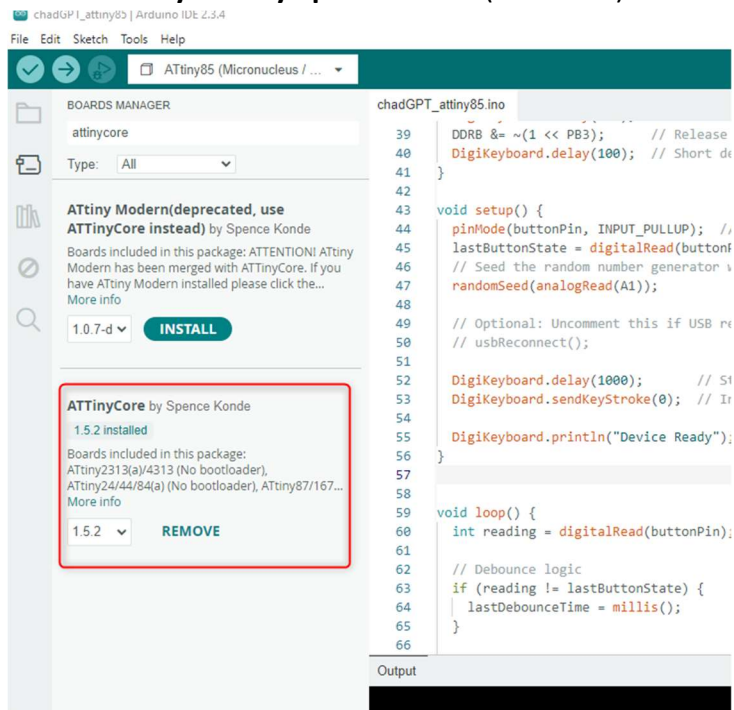 chadGPT_attiny85 | Arduino IDE 2.3.4
File Edit Sketch Tools Help
ATtiny85 (Micronucleus / ...
BOARDS MANAGER
attinycore
Type: All
ATtiny Modern(deprecated, use
ATTinyCore instead) by Spence Konde
Boards included in this package: ATTENTION! ATtiny
Modern has been merged with ATTinyCore. If you
have ATtiny Modern installed please click the...
More info
1.0.7-d INSTALL
ATTinyCore by Spence Konde
1.5.2 installed
Boards included in this package:
ATtiny2313(a)/4313 (No bootloader),
ATtiny24/44/84(a) (No bootloader), ATtiny87/167...
More info
1.5.2 REMOVE
chadGPT_attiny85.ino
39 DDRB &= ~(1 << PB3); // Release
40 DigiKeyboard.delay(100); // Short de
41 }
42
43 void setup() {
44 pinMode(buttonPin, INPUT_PULLUP); //
45 lastButtonState = digitalRead(buttonP
46 // Seed the random number generator w
47 randomSeed(analogRead(A1));
48
49 // Optional: Uncomment this if USB re
50 // usbReconnect();
51
52 DigiKeyboard.delay(1000); // St
53 DigiKeyboard.sendKeyStroke(0); // In
54
55 DigiKeyboard.println("Device Ready");
56 }
57
58
59 void loop() {
60 int reading = digitalRead(buttonPin);
61
62 // Debounce logic
63 if (reading != lastButtonState) {
64 lastDebounceTime = millis();
65 }
66
Output